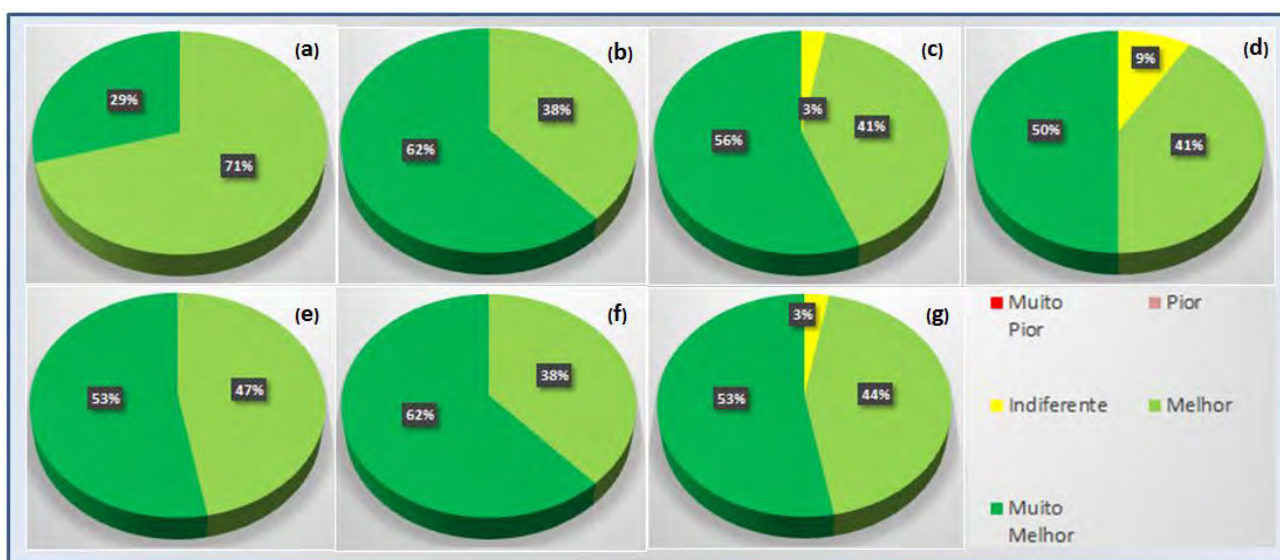 (a)
29%
71%
(b)
38%
62%
(c)
3%
41%
56%
(d)
9%
50%
41%
(e)
53%
47%
(f)
38%
62%
(g)
3%
53%
44%
Muito Pior
Pior
Indiferente
Melhor
Muito
Melhor